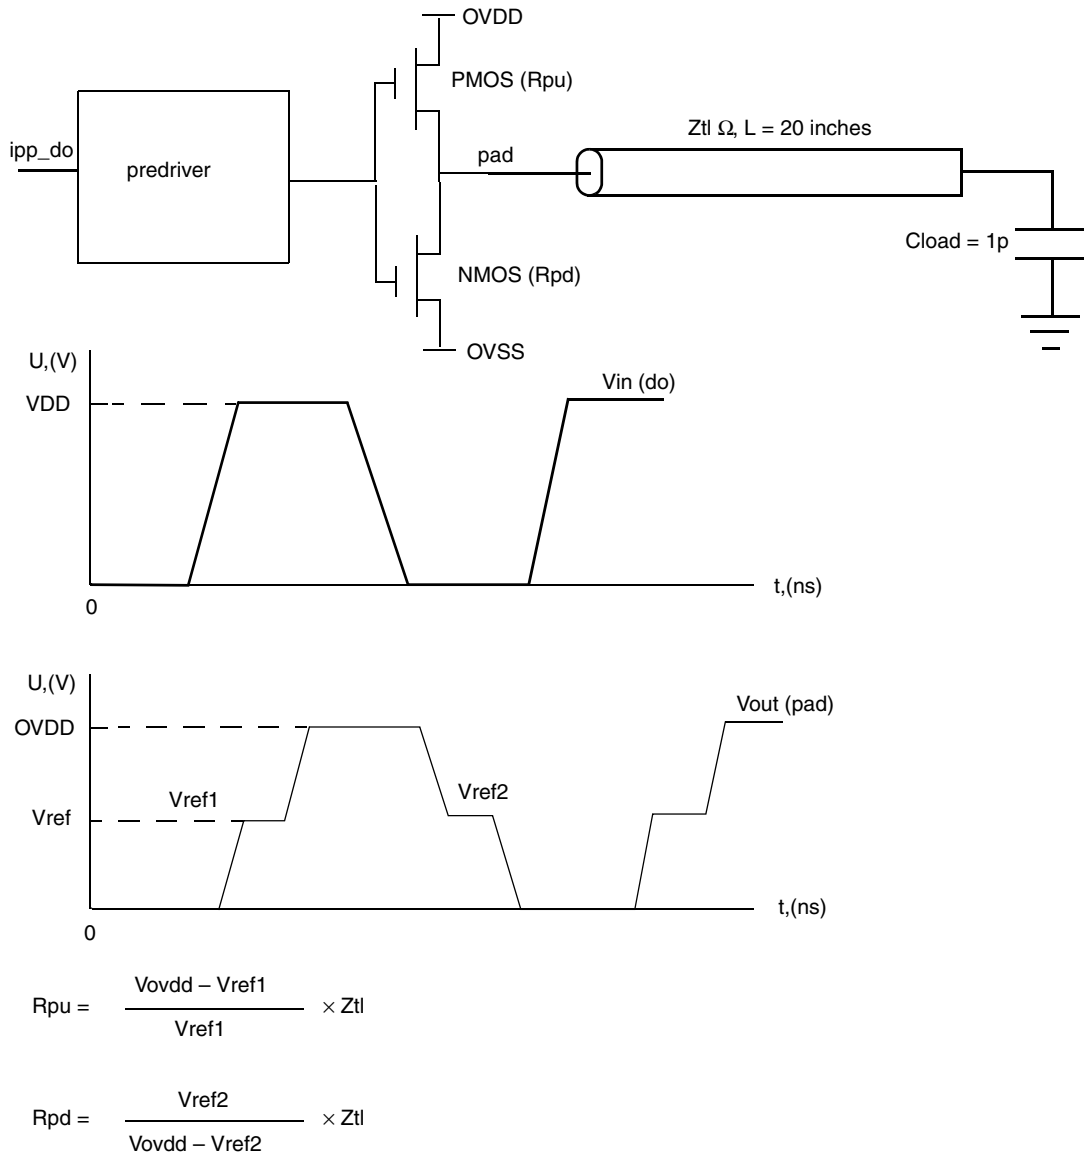 OVDD
PMOS (Rpu)
ipp_do
predriver
pad
Ztl Ω, L = 20 inches
Cload = 1p
NMOS (Rpd)
OVSS
U,(V)
VDD
Vin (do)
t,(ns)
0
U,(V)
OVDD
Vout (pad)
Vref1
Vref2
Vref
t,(ns)
0
Rpu = Vovdd – Vref1 × Ztl
Vref1
Rpd = Vref2 × Ztl
Vovdd – Vref2